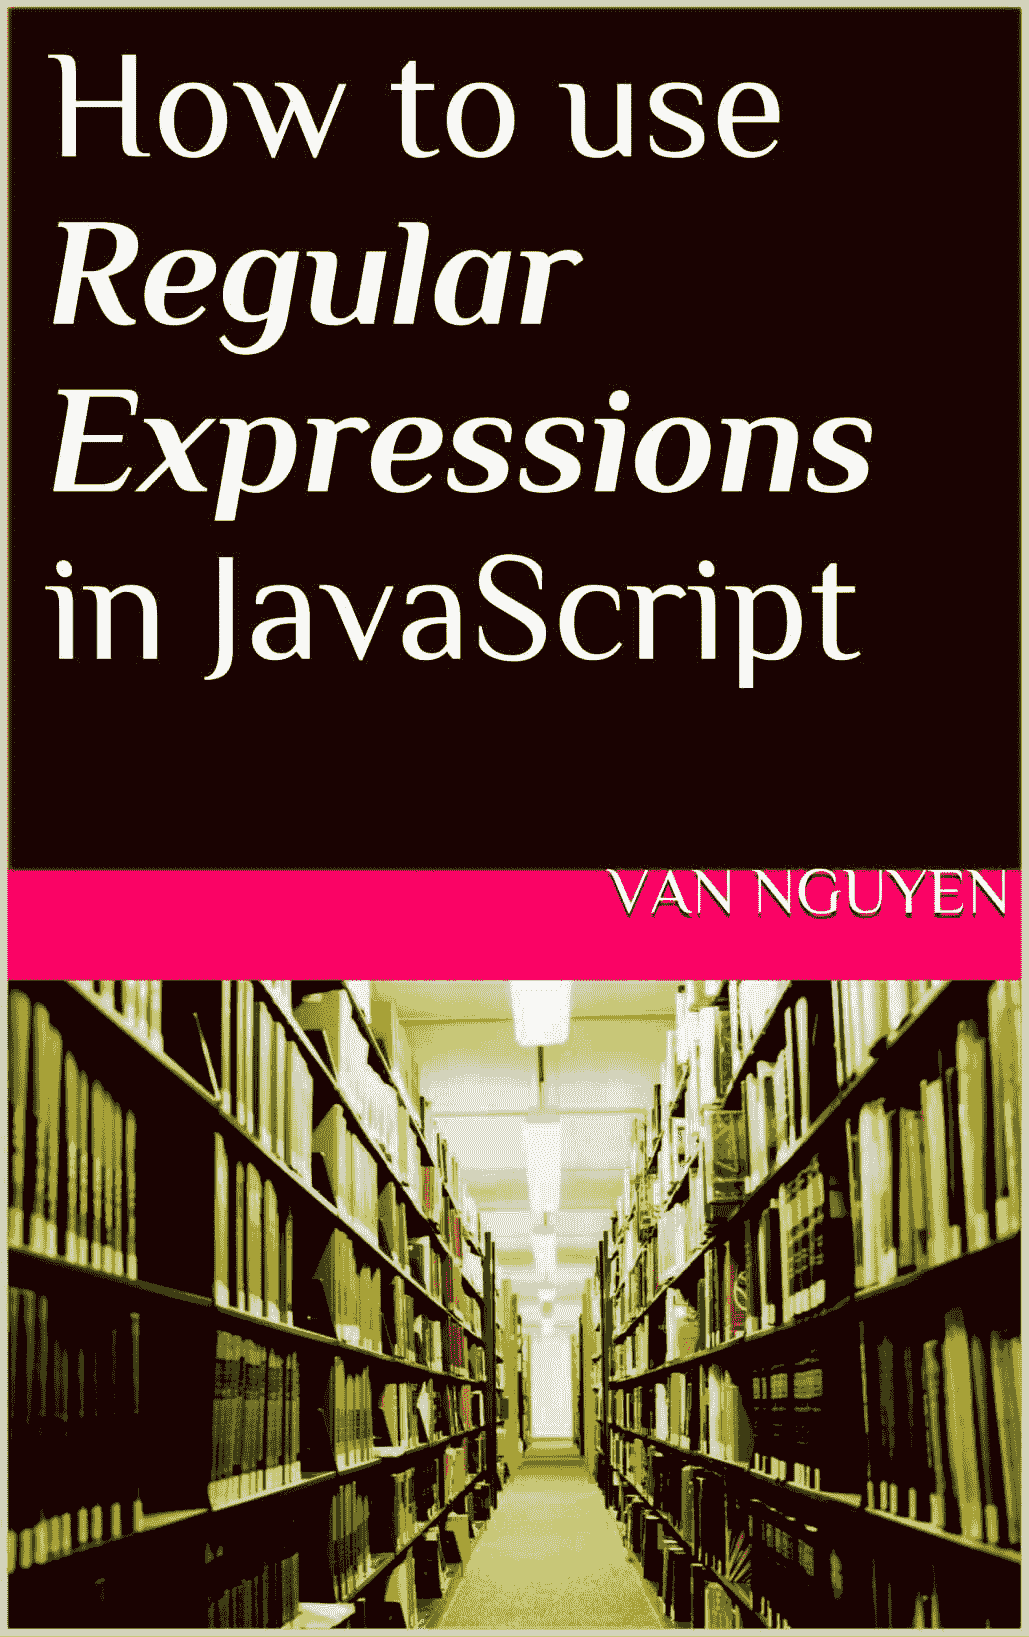 How to use
Regular
Expressions
in JavaScript
VAN NGUYEN